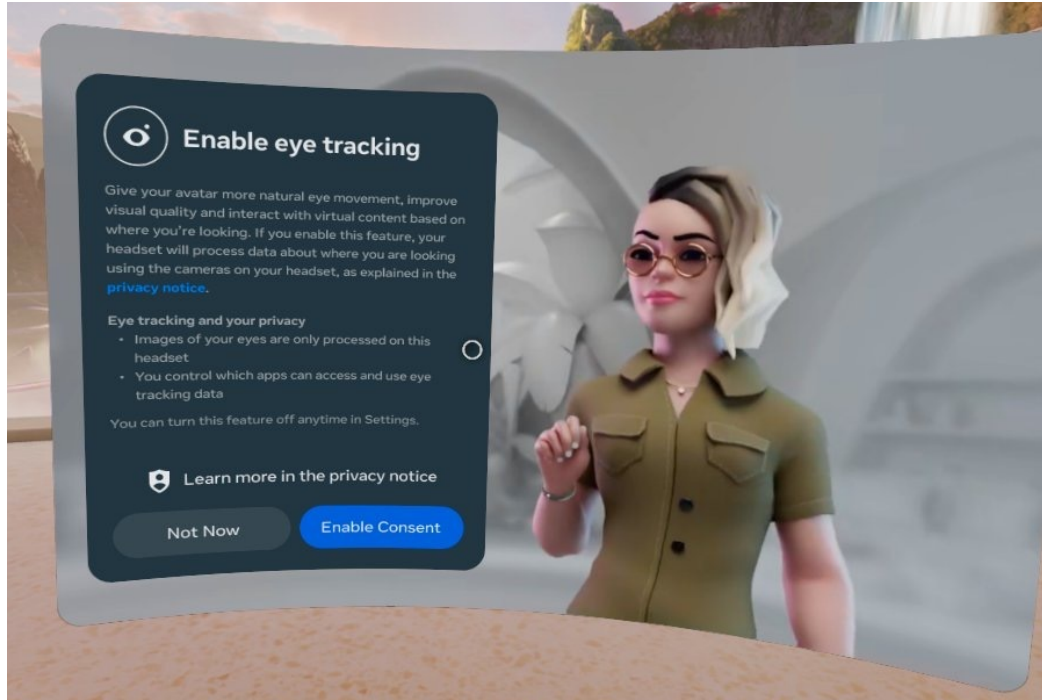 Enable eye tracking
Give your avatar more natural eye movement, improve
visual quality and interact with virtual content based on
where you're looking. If you enable this feature, your
headset will process data about where you are looking
using the cameras on your headset, as explained in the
privacy notice.
Eye tracking and your privacy
• Images of your eyes are only processed on this
headset
• You control which apps can access and use eye
tracking data
You can turn this feature off anytime in Settings.
Learn more in the privacy notice
Not Now
Enable Consent